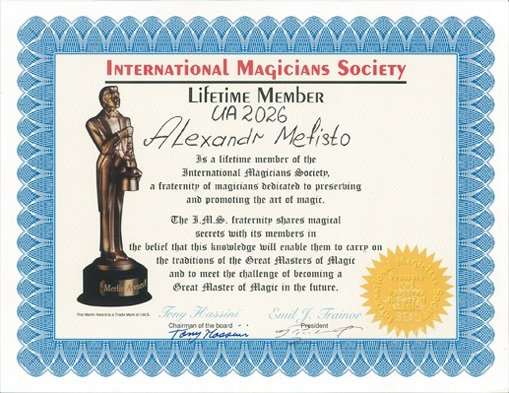 INTERNATIONAL MAGICIANS SOCIETY
LIFETIME MEMBER
UA 2026
Alexandr Mefisto
Is a lifetime member of the
International Magicians Society,
a fraternity of magicians dedicated to preserving
and promoting the art of magic.
The I.M.S. fraternity shares magical
secrets with its members in
the belief that this knowledge will enable them to carry on
the traditions of the Great Masters of Magic
and to meet the challenge of becoming a
Great Master of Magic in the future.
Merlin Award
The Merlin Award is a Trade Mark of I.M.S.
Tony Hassini
Emil J. Trainor
Chairman of the board
President
Tony Hassini